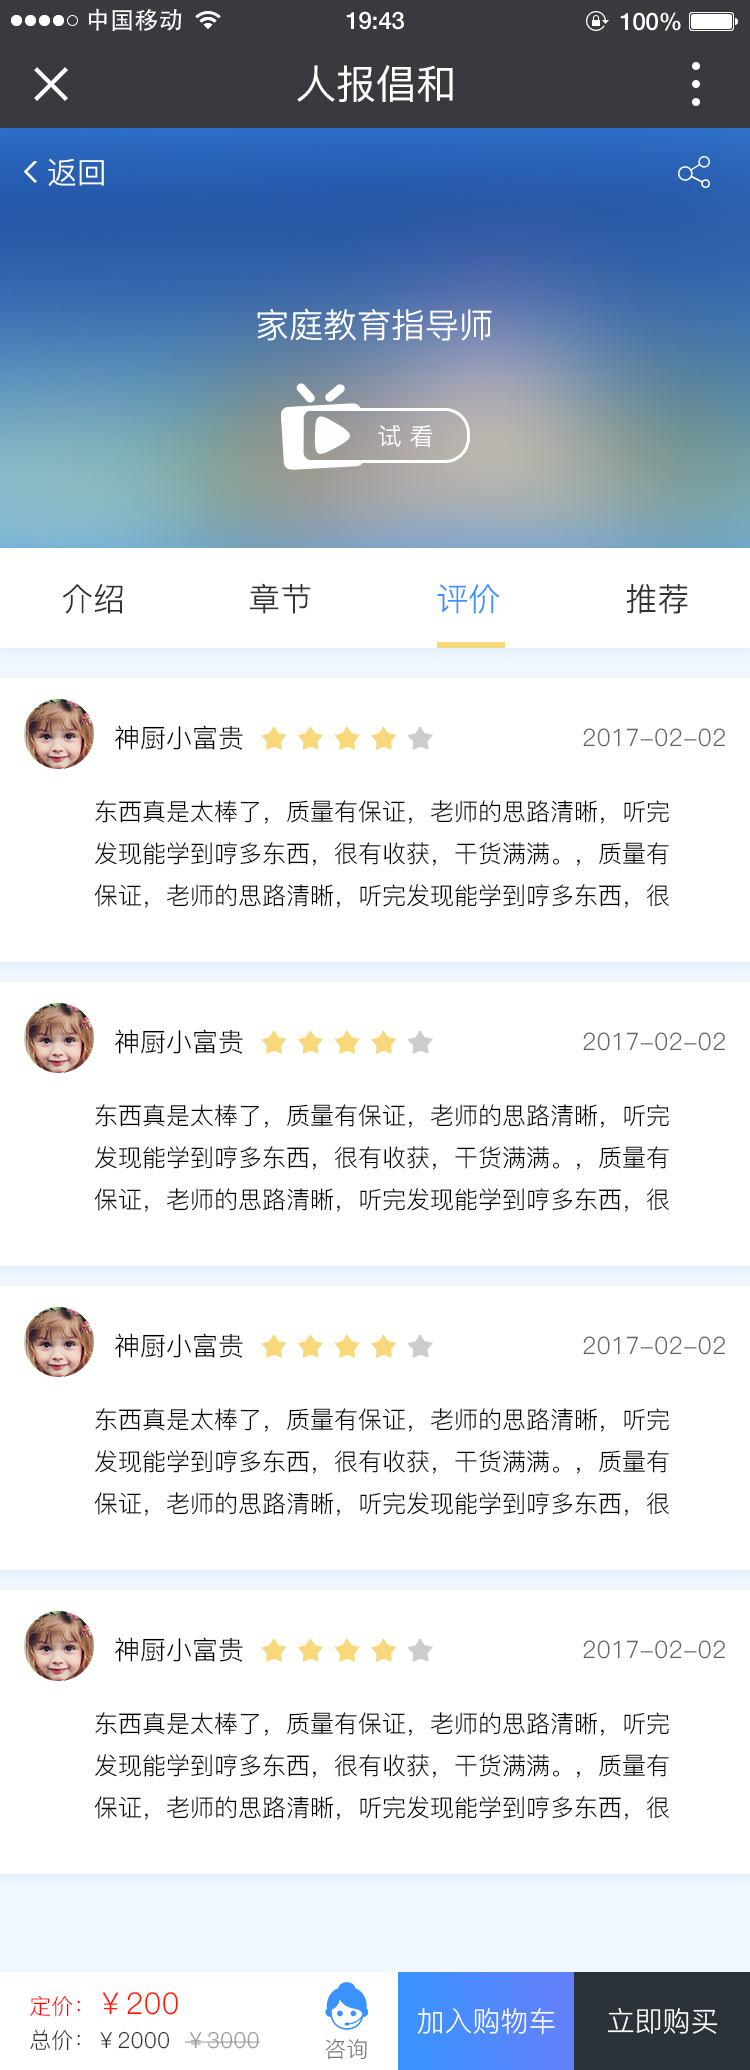 中国移动 19:43 100%
人报倡和
返回
家庭教育指导师
试看
介绍 章节 评价 推荐
神厨小富贵 2017-02-02
东西真是太棒了，质量有保证，老师的思路清晰，听完
发现能学到哼多东西，很有收获，干货满满。，质量有
保证，老师的思路清晰，听完发现能学到哼多东西，很
神厨小富贵 2017-02-02
东西真是太棒了，质量有保证，老师的思路清晰，听完
发现能学到哼多东西，很有收获，干货满满。，质量有
保证，老师的思路清晰，听完发现能学到哼多东西，很
神厨小富贵 2017-02-02
东西真是太棒了，质量有保证，老师的思路清晰，听完
发现能学到哼多东西，很有收获，干货满满。，质量有
保证，老师的思路清晰，听完发现能学到哼多东西，很
神厨小富贵 2017-02-02
东西真是太棒了，质量有保证，老师的思路清晰，听完
发现能学到哼多东西，很有收获，干货满满。，质量有
保证，老师的思路清晰，听完发现能学到哼多东西，很
定价：￥200
总价：￥2000 ￥3000
咨询
加入购物车
立即购买